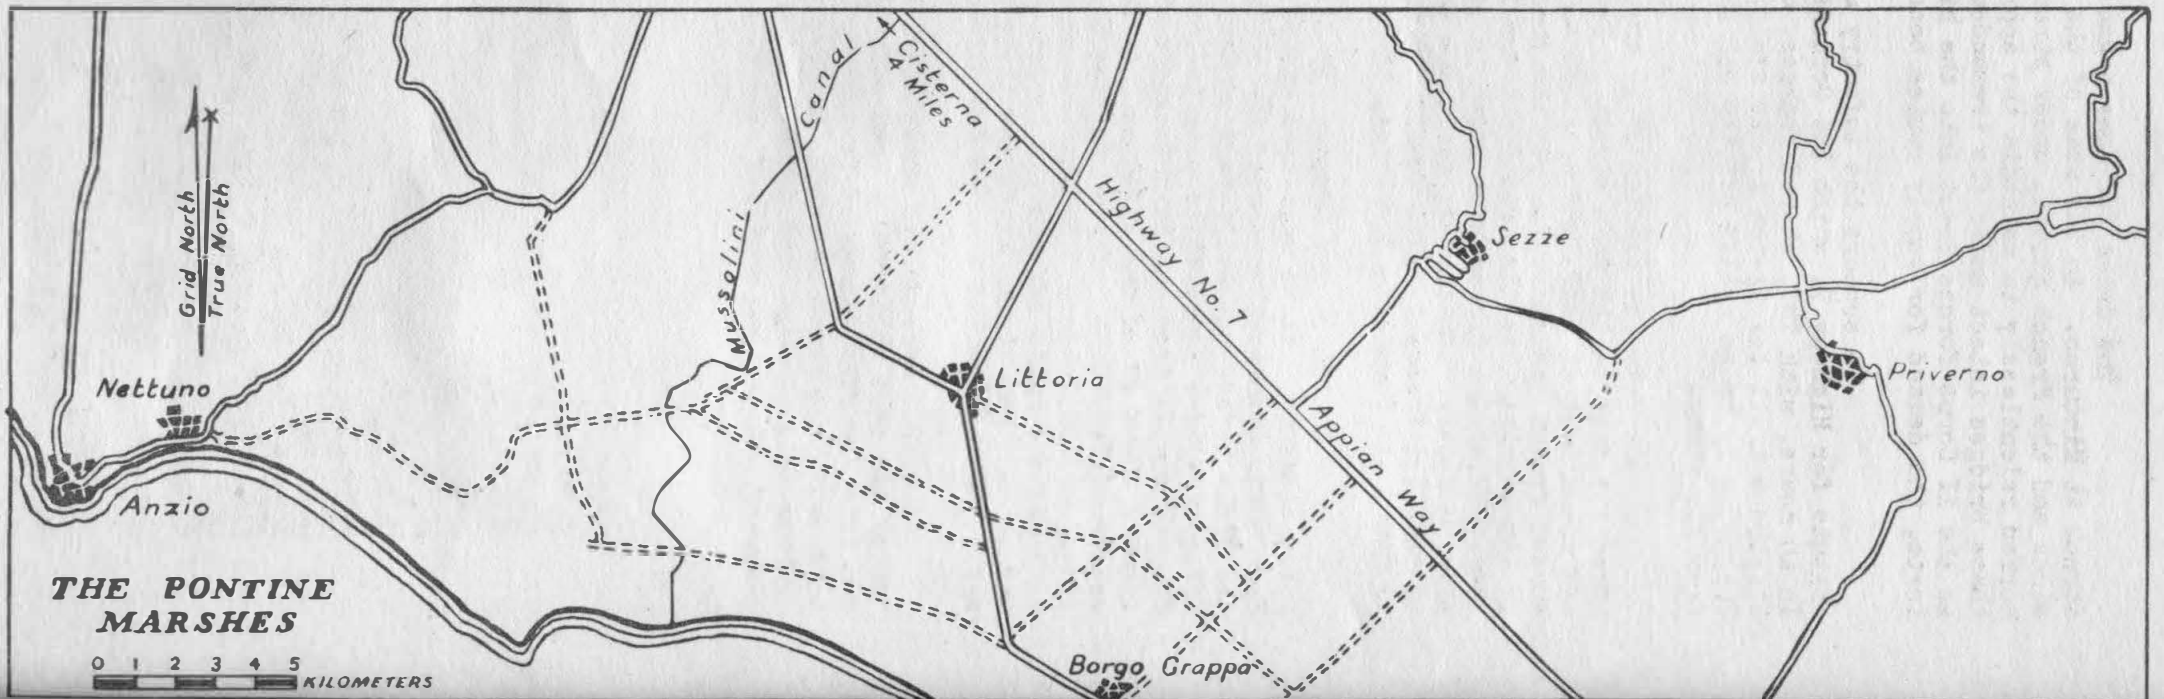 Canal
Cisterna
4 Miles
Grid North
True North
Mussolini
Highway No. 7
Sezze
Nettuno
Littoria
Priverno
Appian Way
Anzio
THE PONTINE
MARSHES
Borgo Grappa
0 1 2 3 4 5
KILOMETERS